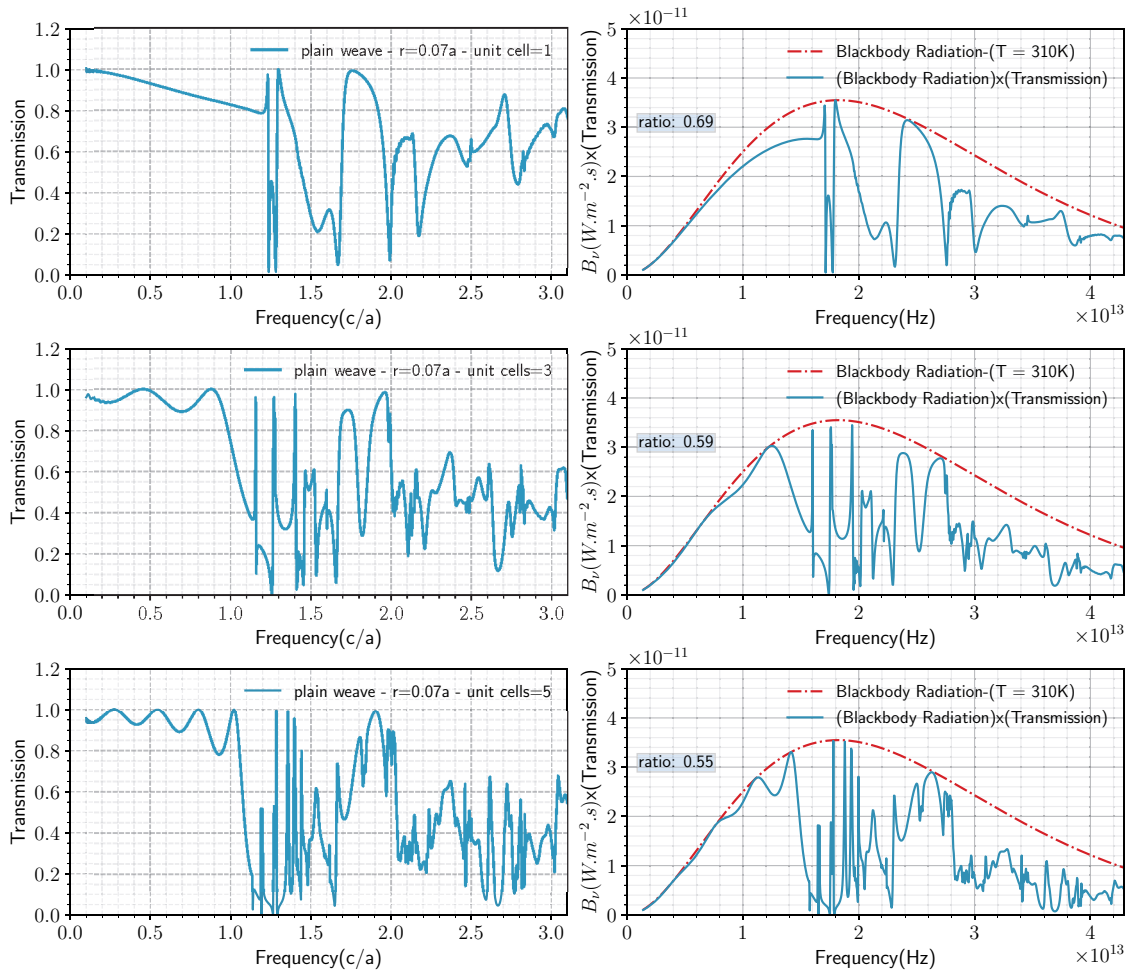 1.2
1.0
0.8
0.6
0.4
0.2
0.0
Transmission
plain weave - r=0.07a - unit cell=1
0.0 0.5 1.0 1.5 2.0 2.5 3.0
Frequency(c/a)
×10⁻¹¹
5
4
3
2
1
0
B_ν(W.m⁻².s)x(Transmission)
Blackbody Radiation-(T = 310K)
(Blackbody Radiation)x(Transmission)
ratio: 0.69
0 1 2 3 4
×10¹³
Frequency(Hz)
1.2
1.0
0.8
0.6
0.4
0.2
0.0
Transmission
plain weave - r=0.07a - unit cells=3
0.0 0.5 1.0 1.5 2.0 2.5 3.0
Frequency(c/a)
×10⁻¹¹
5
4
3
2
1
0
B_ν(W.m⁻².s)x(Transmission)
Blackbody Radiation-(T = 310K)
(Blackbody Radiation)x(Transmission)
ratio: 0.59
0 1 2 3 4
×10¹³
Frequency(Hz)
1.2
1.0
0.8
0.6
0.4
0.2
0.0
Transmission
plain weave - r=0.07a - unit cells=5
0.0 0.5 1.0 1.5 2.0 2.5 3.0
Frequency(c/a)
×10⁻¹¹
5
4
3
2
1
0
B_ν(W.m⁻².s)x(Transmission)
Blackbody Radiation-(T = 310K)
(Blackbody Radiation)x(Transmission)
ratio: 0.55
0 1 2 3 4
×10¹³
Frequency(Hz)